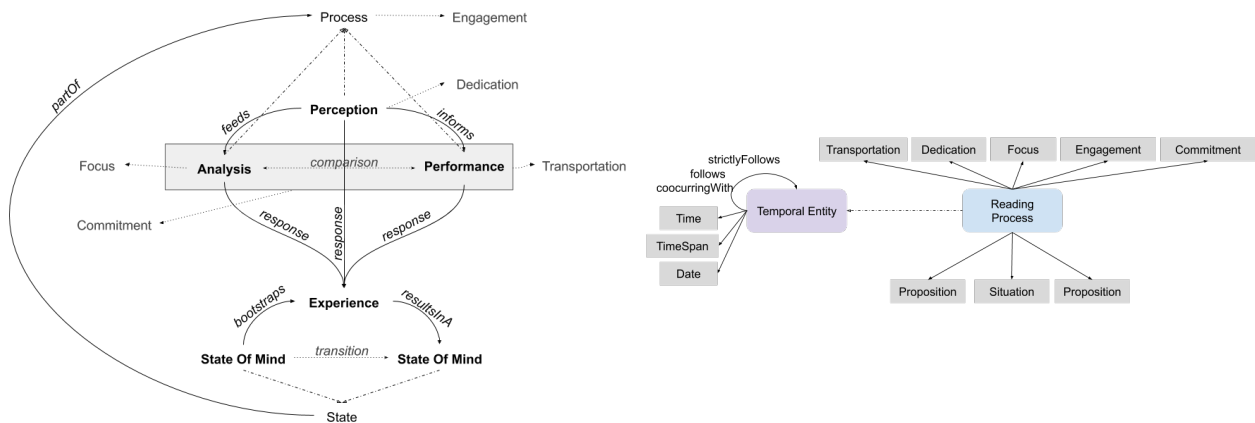 Process
Engagement
partOf
Dedication
Perception
feeds
informs
Focus
Analysis
comparison
Performance
Transportation
Commitment
response
response
response
bootstraps
Experience
resultsInA
State Of Mind
transition
State Of Mind
State
strictlyFollows
follows
coocurringWith
Time
TimeSpan
Date
Temporal Entity
Transportation
Dedication
Focus
Engagement
Commitment
Reading
Process
Proposition
Situation
Proposition